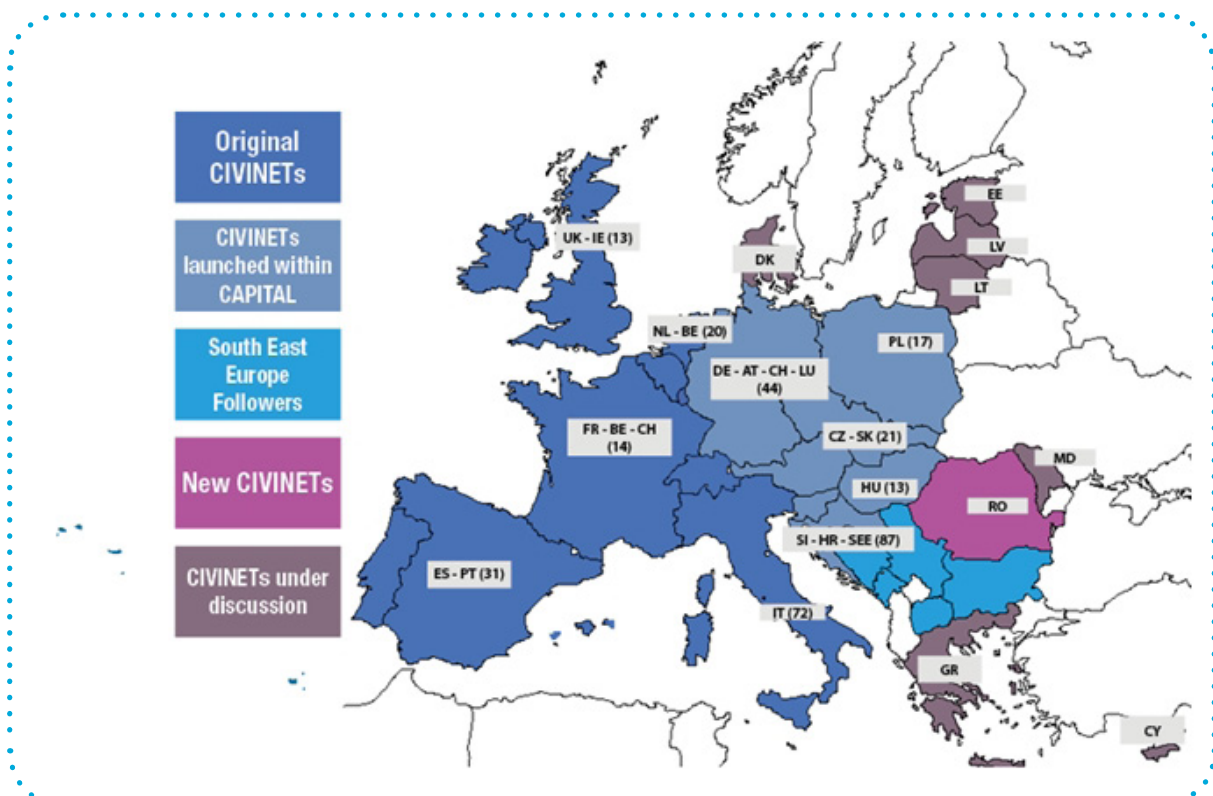 Original
CIVINETs
CIVINETs
launched within
CAPITAL
South East
Europe
Followers
New CIVINETs
CIVINETs under
discussion
EE
UK - IE (13)
LV
DK
LT
NL - BE (20)
PL (17)
DE - AT - CH - LU
(44)
FR - BE - CH
(14)
CZ - SK (21)
MD
HU (13)
RO
SI - HR - SEE (87)
ES - PT (31)
IT (72)
GR
CY